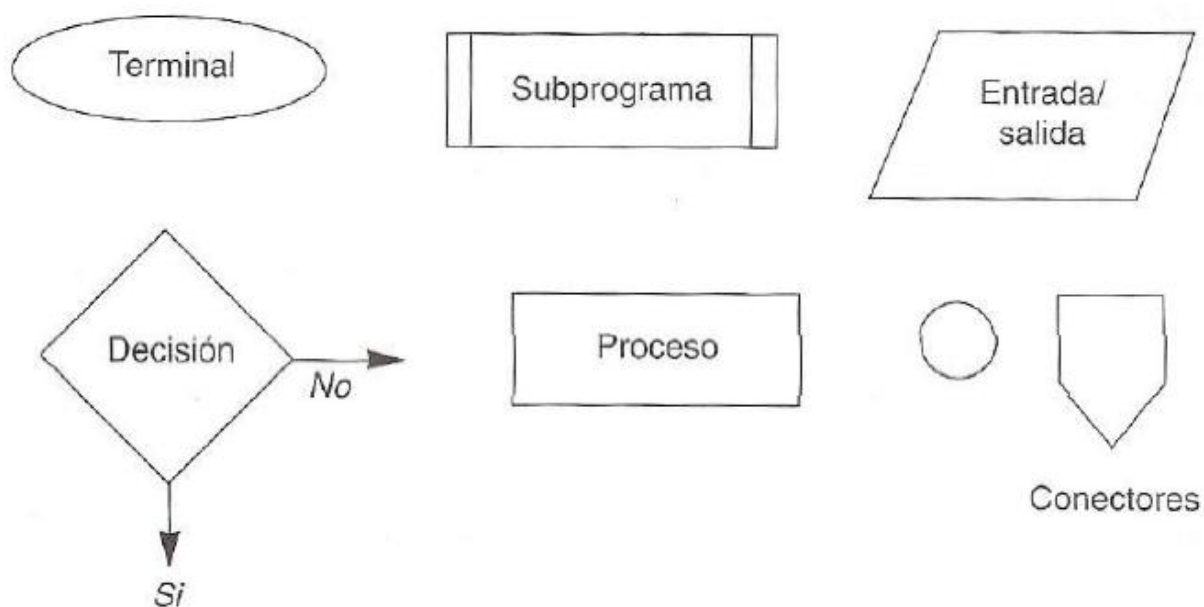 Terminal
Subprograma
Entrada/
salida
Decisión
No
Proceso
Conectores
Si